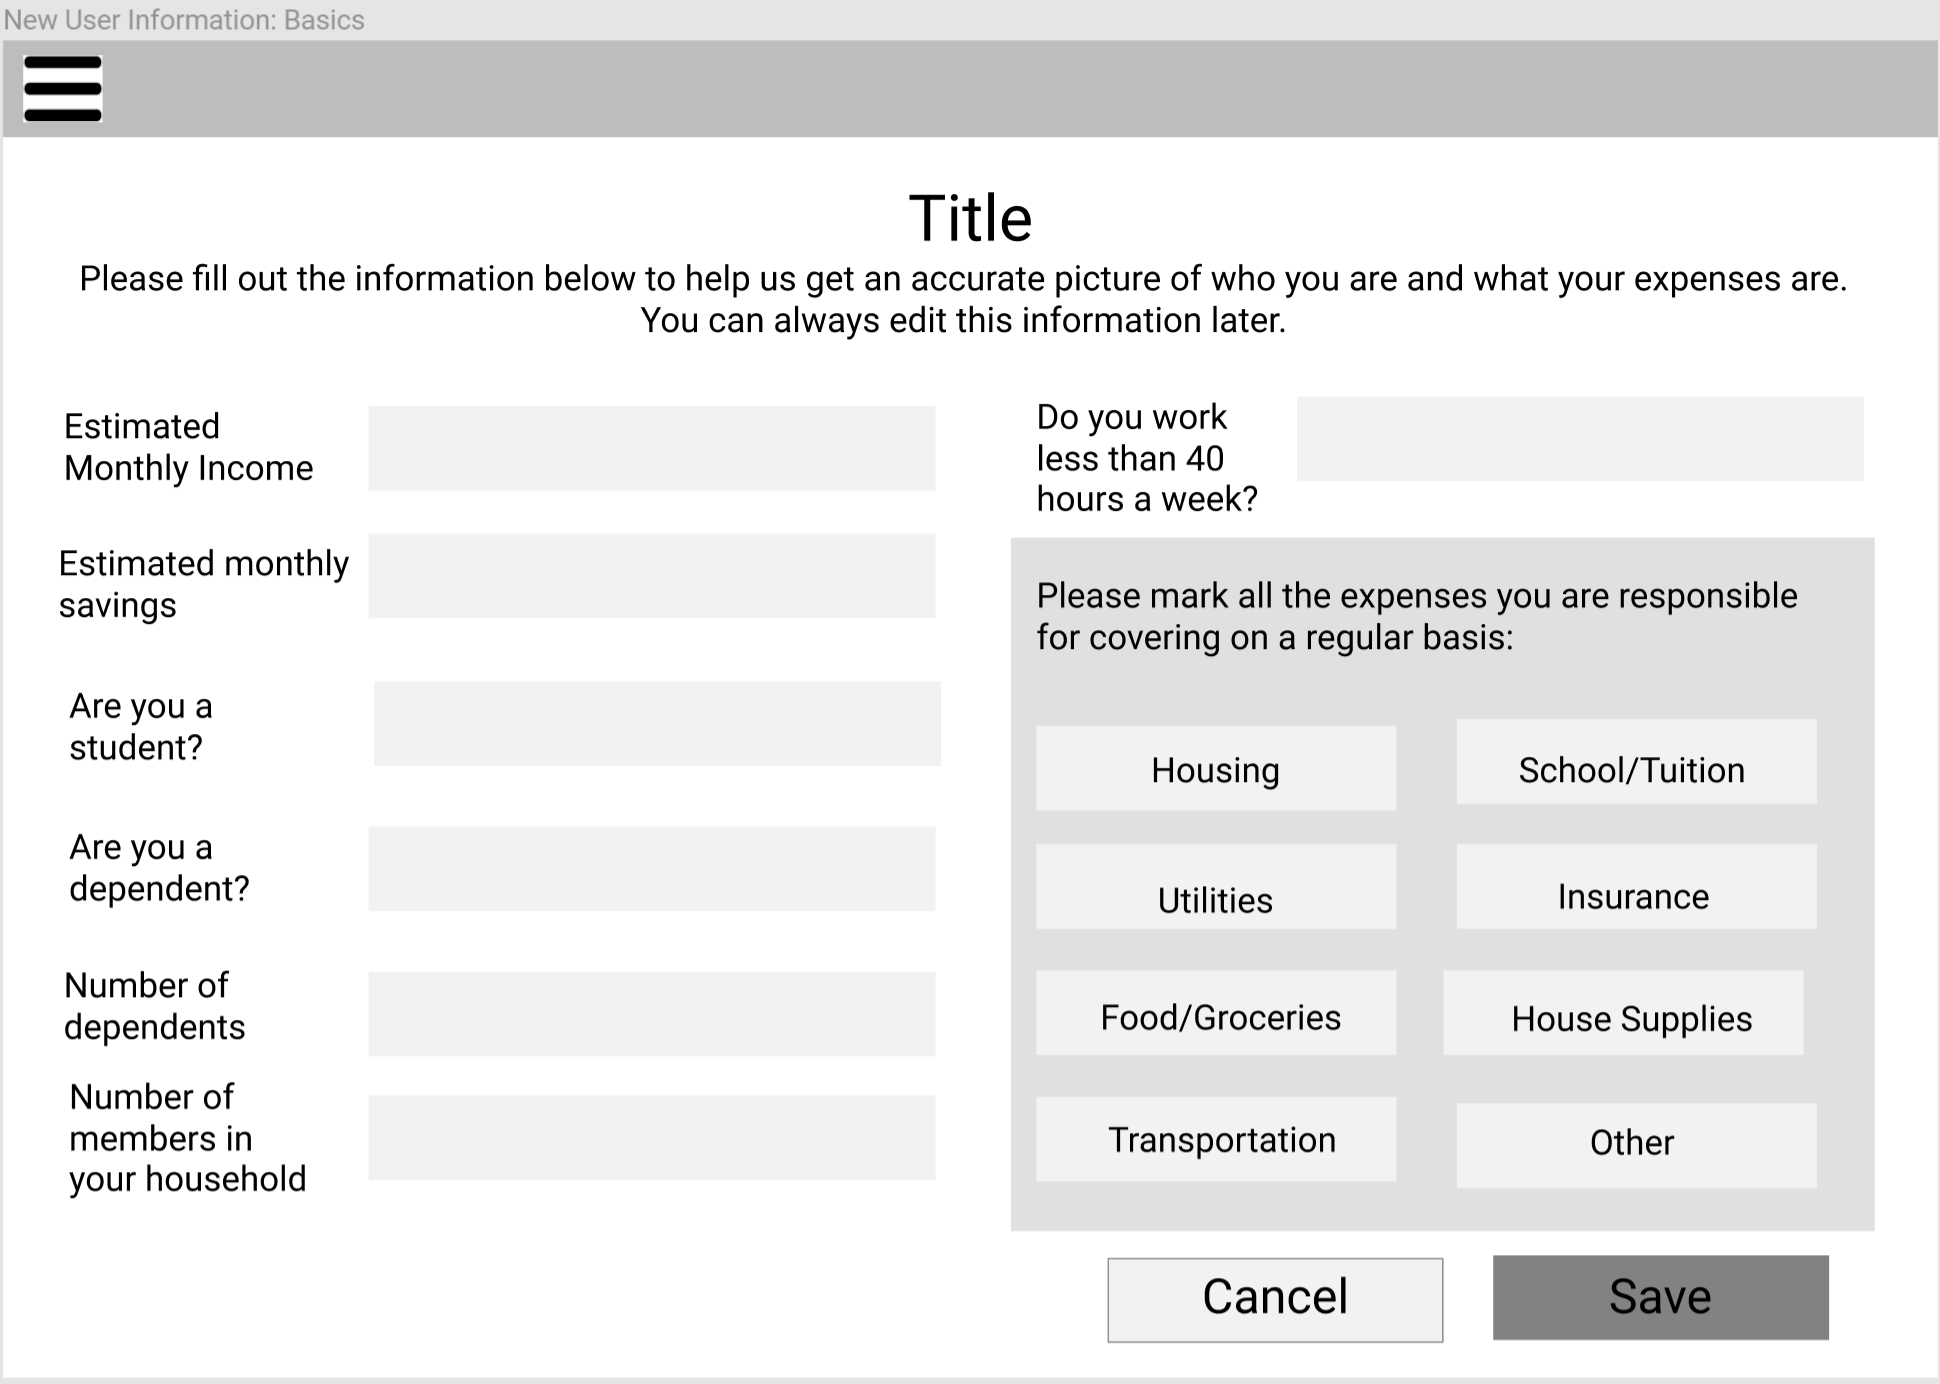 New User Information: Basics
Title
Please fill out the information below to help us get an accurate picture of who you are and what your expenses are.
You can always edit this information later.
Estimated
Monthly Income
Estimated monthly
savings
Are you a
student?
Are you a
dependent?
Number of
dependents
Number of
members in
your household
Do you work
less than 40
hours a week?
Please mark all the expenses you are responsible
for covering on a regular basis:
Housing
School/Tuition
Utilities
Insurance
Food/Groceries
House Supplies
Transportation
Other
Cancel
Save